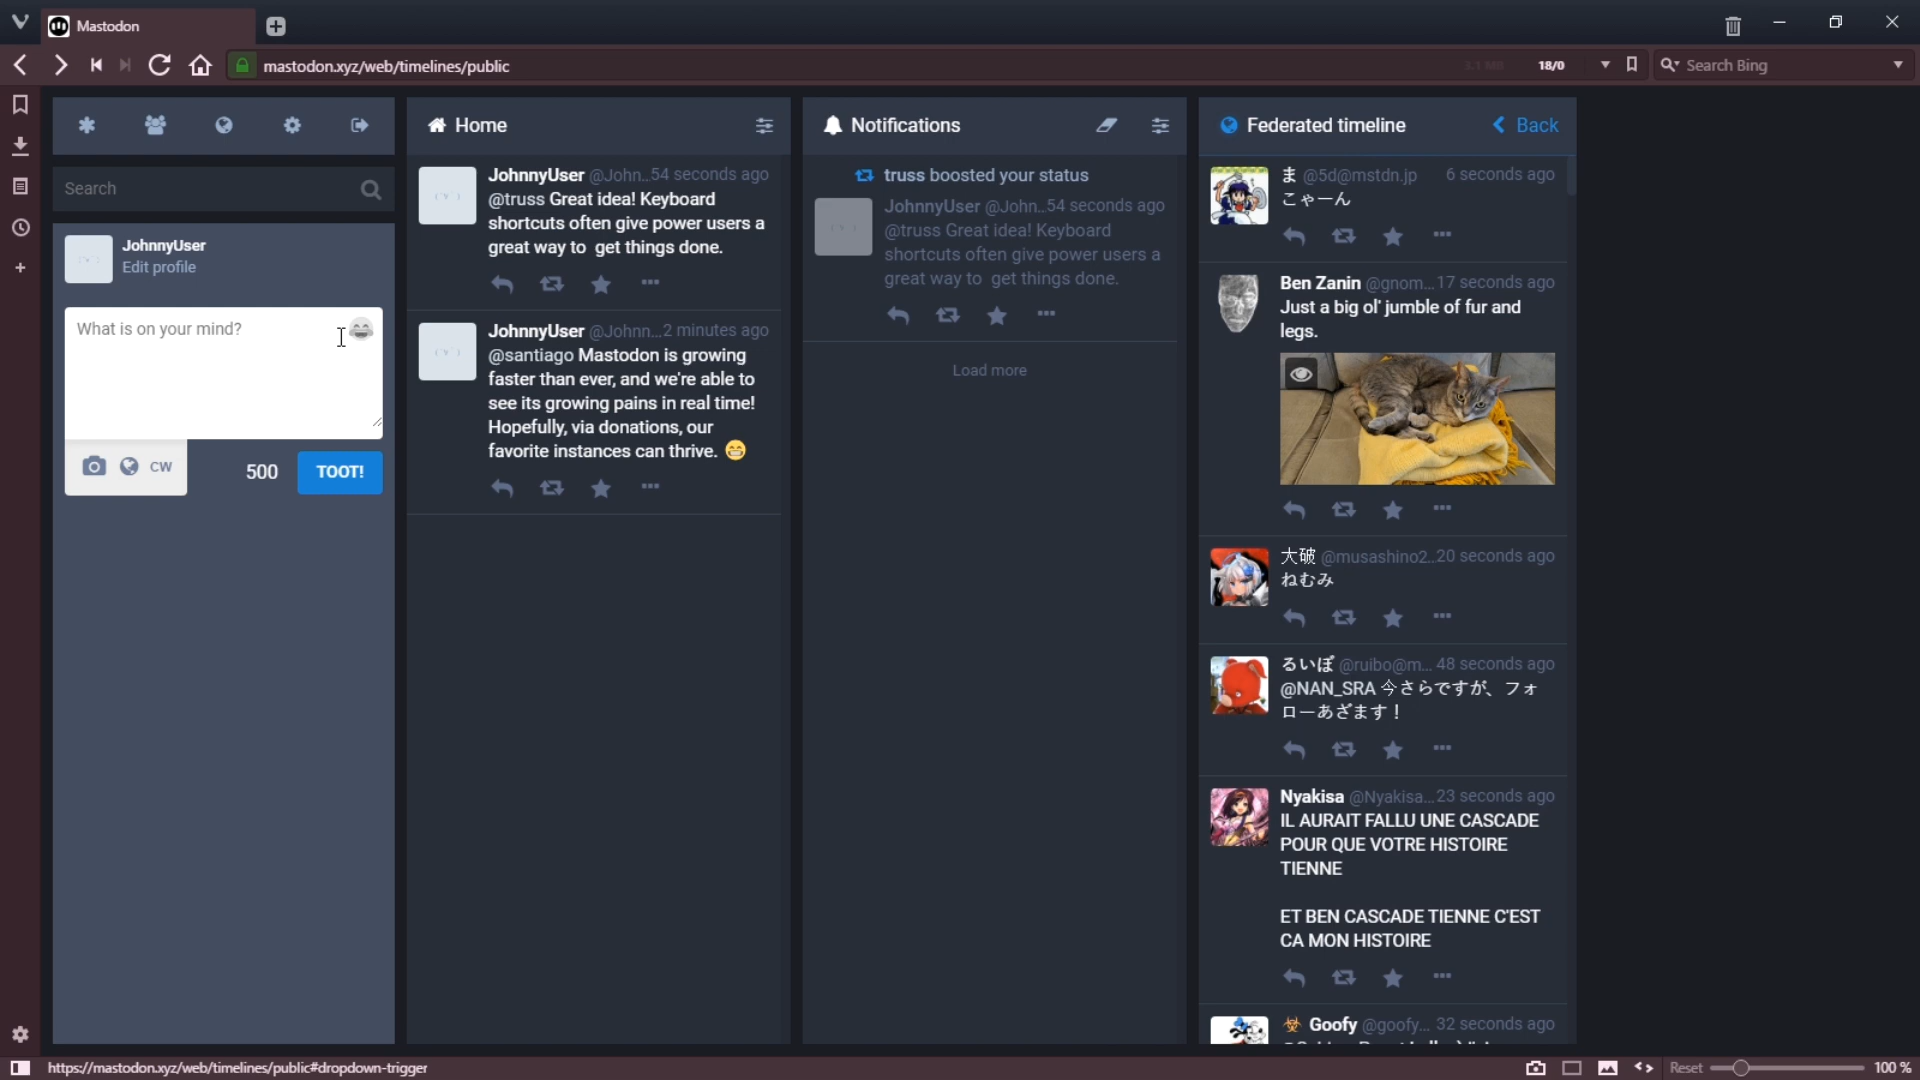 Mastodon
mastodon.xyz/web/timelines/public
3.1 MB
18/0
Search Bing
Search
JohnnyUser
Edit profile
What is on your mind?
CW
500
TOOT!
Home
JohnnyUser @John...54 seconds ago
@truss Great idea! Keyboard
shortcuts often give power users a
great way to get things done.
JohnnyUser @Johnn...2 minutes ago
@santiago Mastodon is growing
faster than ever, and we're able to
see its growing pains in real time!
Hopefully, via donations, our
favorite instances can thrive. 😁
Notifications
truss boosted your status
JohnnyUser @John...54 seconds ago
@truss Great idea! Keyboard
shortcuts often give power users a
great way to get things done.
Load more
Federated timeline
Back
ま @5d@mstdn.jp 6 seconds ago
こゃーん
Ben Zanin @gnom...17 seconds ago
Just a big ol' jumble of fur and
legs.
大破 @musashino2...20 seconds ago
ねむみ
るいぽ @ruibo@m... 48 seconds ago
@NAN_SRA 今さらですが、フォ
ローあざます！
Nyakisa @Nyakisa...23 seconds ago
IL AURAIT FALLU UNE CASCADE
POUR QUE VOTRE HISTOIRE
TIENNE
ET BEN CASCADE TIENNE C'EST
CA MON HISTOIRE
☣ Goofy @goofy... 32 seconds ago
https://mastodon.xyz/web/timelines/public#dropdown-trigger
Reset
100 %